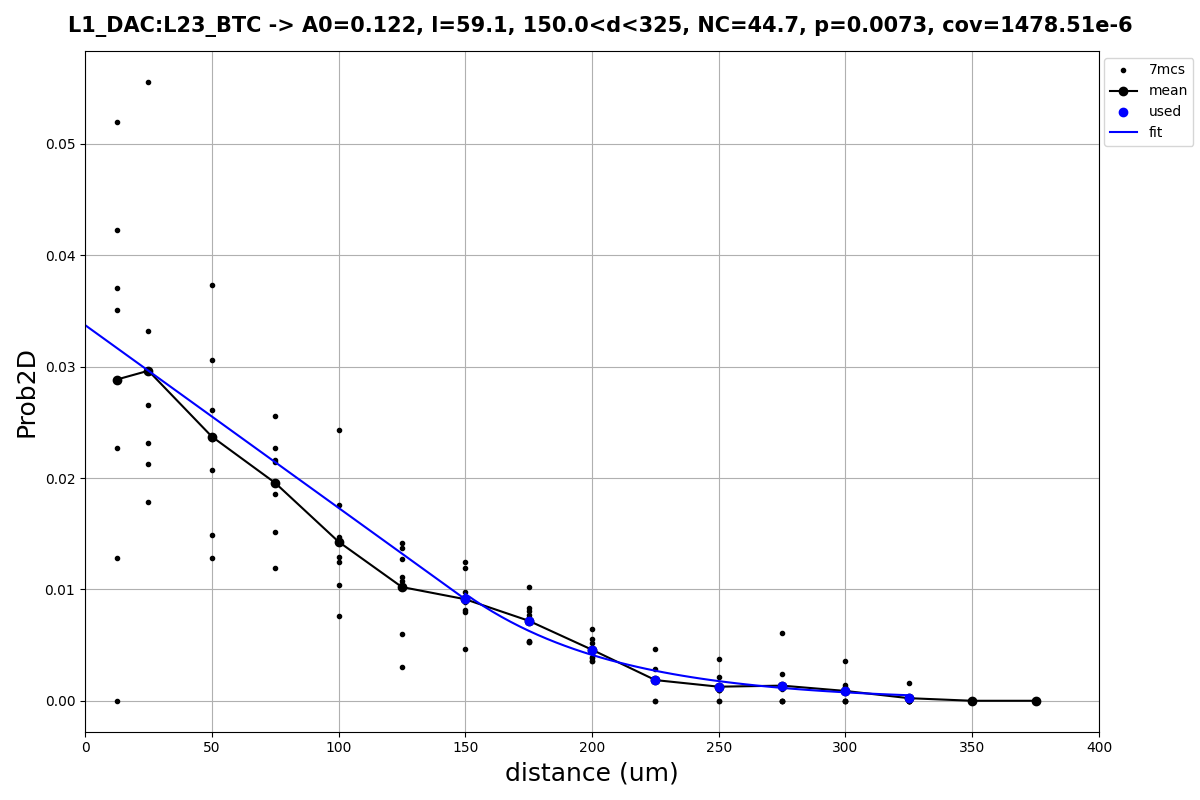 L1_DAC:L23_BTC -> A0=0.122, l=59.1, 150.0<d<325, NC=44.7, p=0.0073, cov=1478.51e-6
7mcs
mean
used
fit
Prob2D
0.05
0.04
0.03
0.02
0.01
0.00
0 50 100 150 200 250 300 350 400
distance (um)